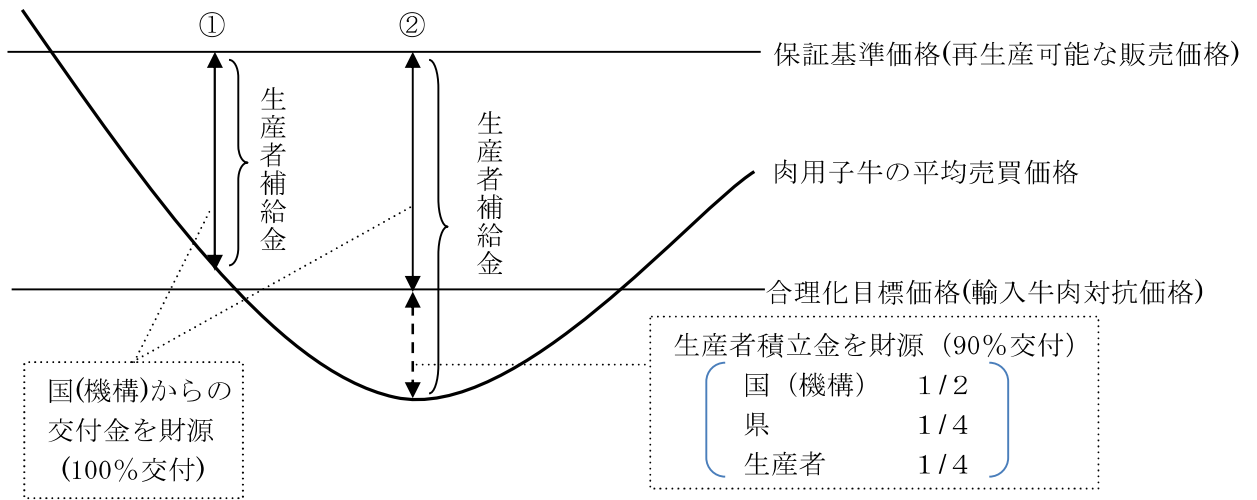 ①
②
保証基準価格(再生産可能な販売価格)
生産者補給金
生産者補給金
肉用子牛の平均売買価格
合理化目標価格(輸入牛肉対抗価格)
生産者積立金を財源（90％交付）
国（機構） 1/2
県 1/4
生産者 1/4
国(機構)からの
交付金を財源
(100％交付)